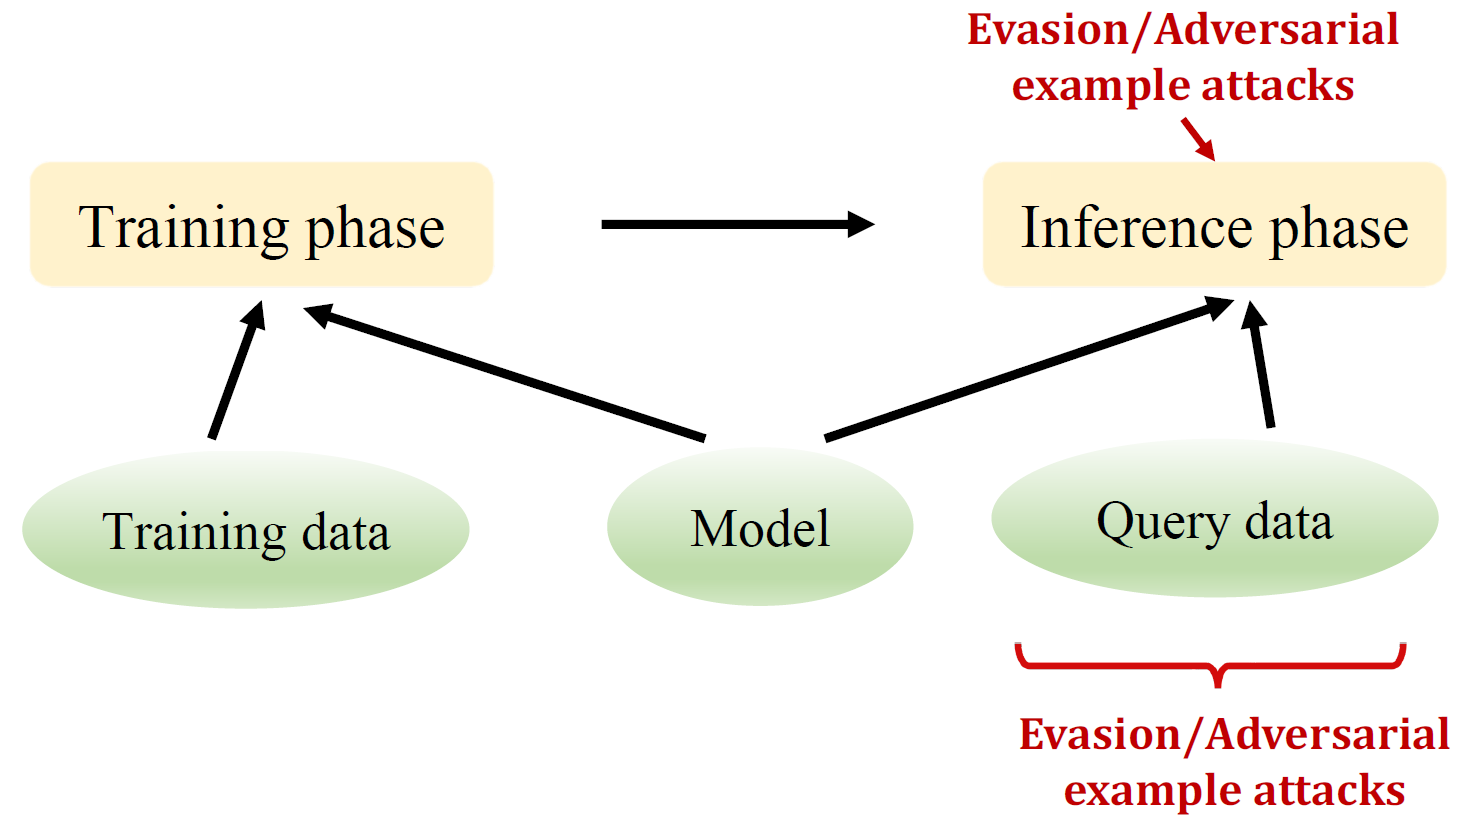 Evasion/Adversarial
example attacks
Training phase
Inference phase
Training data
Model
Query data
Evasion/Adversarial
example attacks